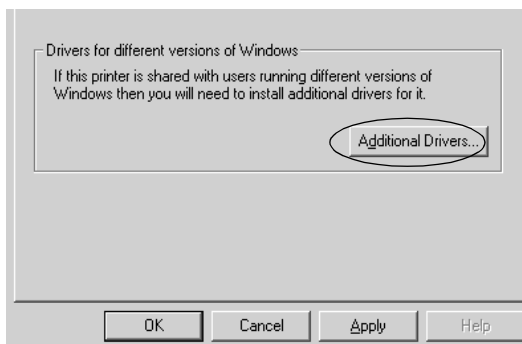 Drivers for different versions of Windows
If this printer is shared with users running different versions of
Windows then you will need to install additional drivers for it.
Additional Drivers...
OK Cancel Apply Help